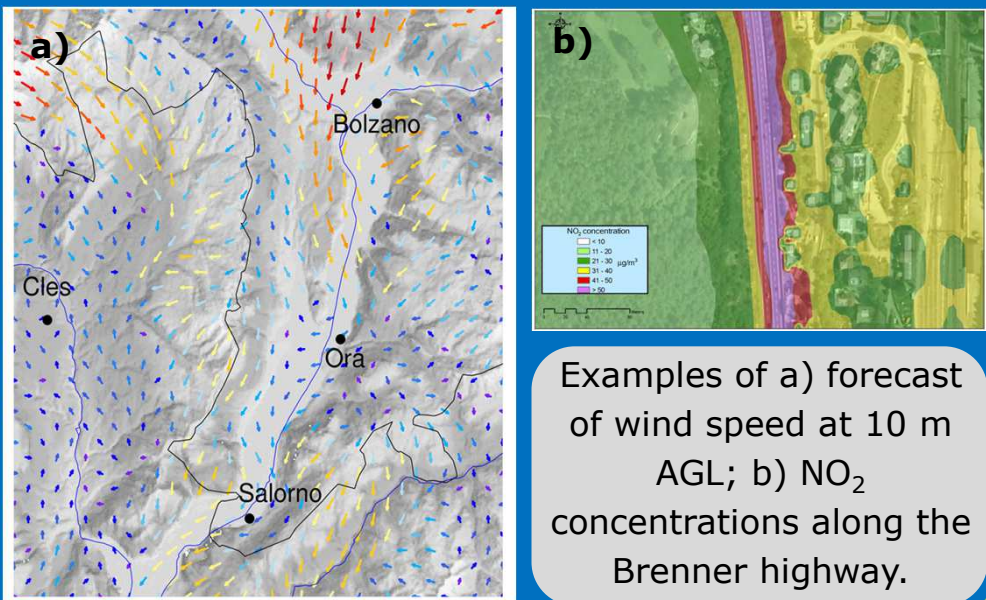 a)
Bolzano
Cles
Ora
Salorno
b)
NO₂ concentration
< 10
11 - 20
21 - 30
µg/m³
31 - 40
41 - 50
> 50
Examples of a) forecast
of wind speed at 10 m
AGL; b) NO₂
concentrations along the
Brenner highway.